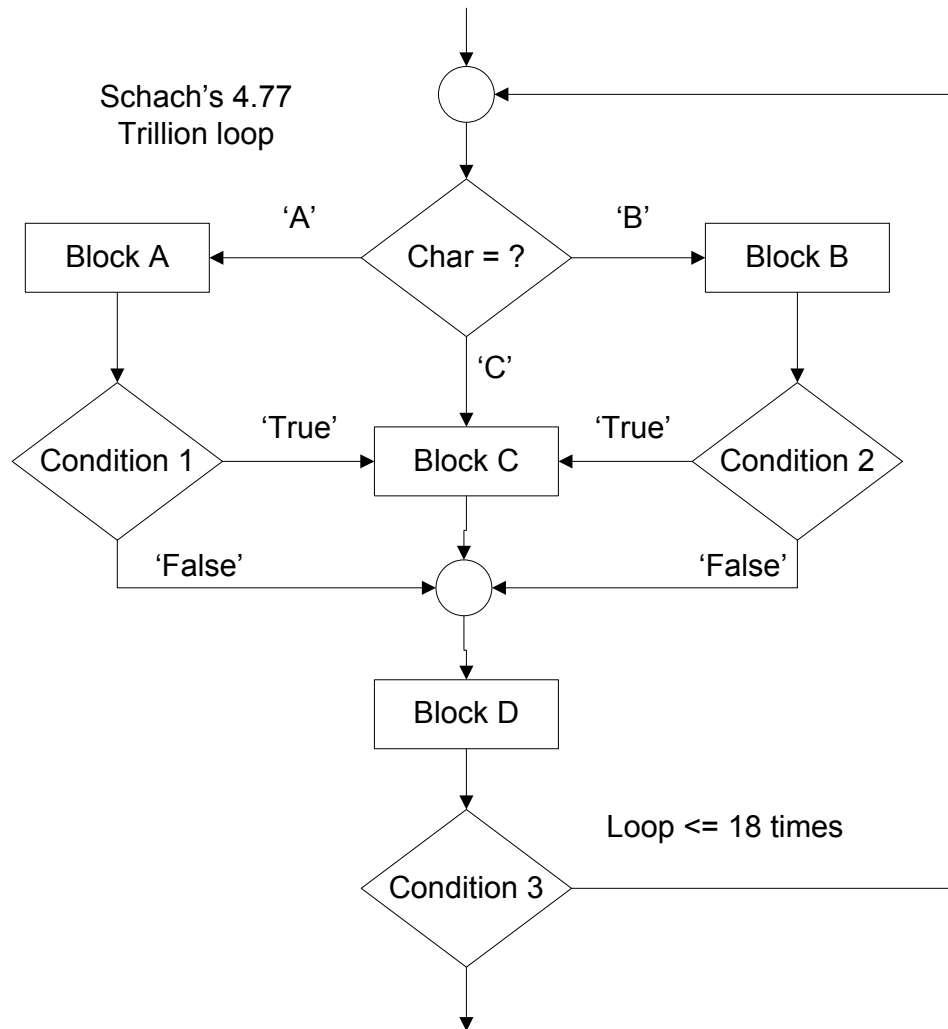 Schach’s 4.77
Trillion loop
‘A’
‘B’
Block A
Char = ?
Block B
‘C’
‘True’
‘True’
Condition 1
Block C
Condition 2
‘False’
‘False’
Block D
Loop <= 18 times
Condition 3